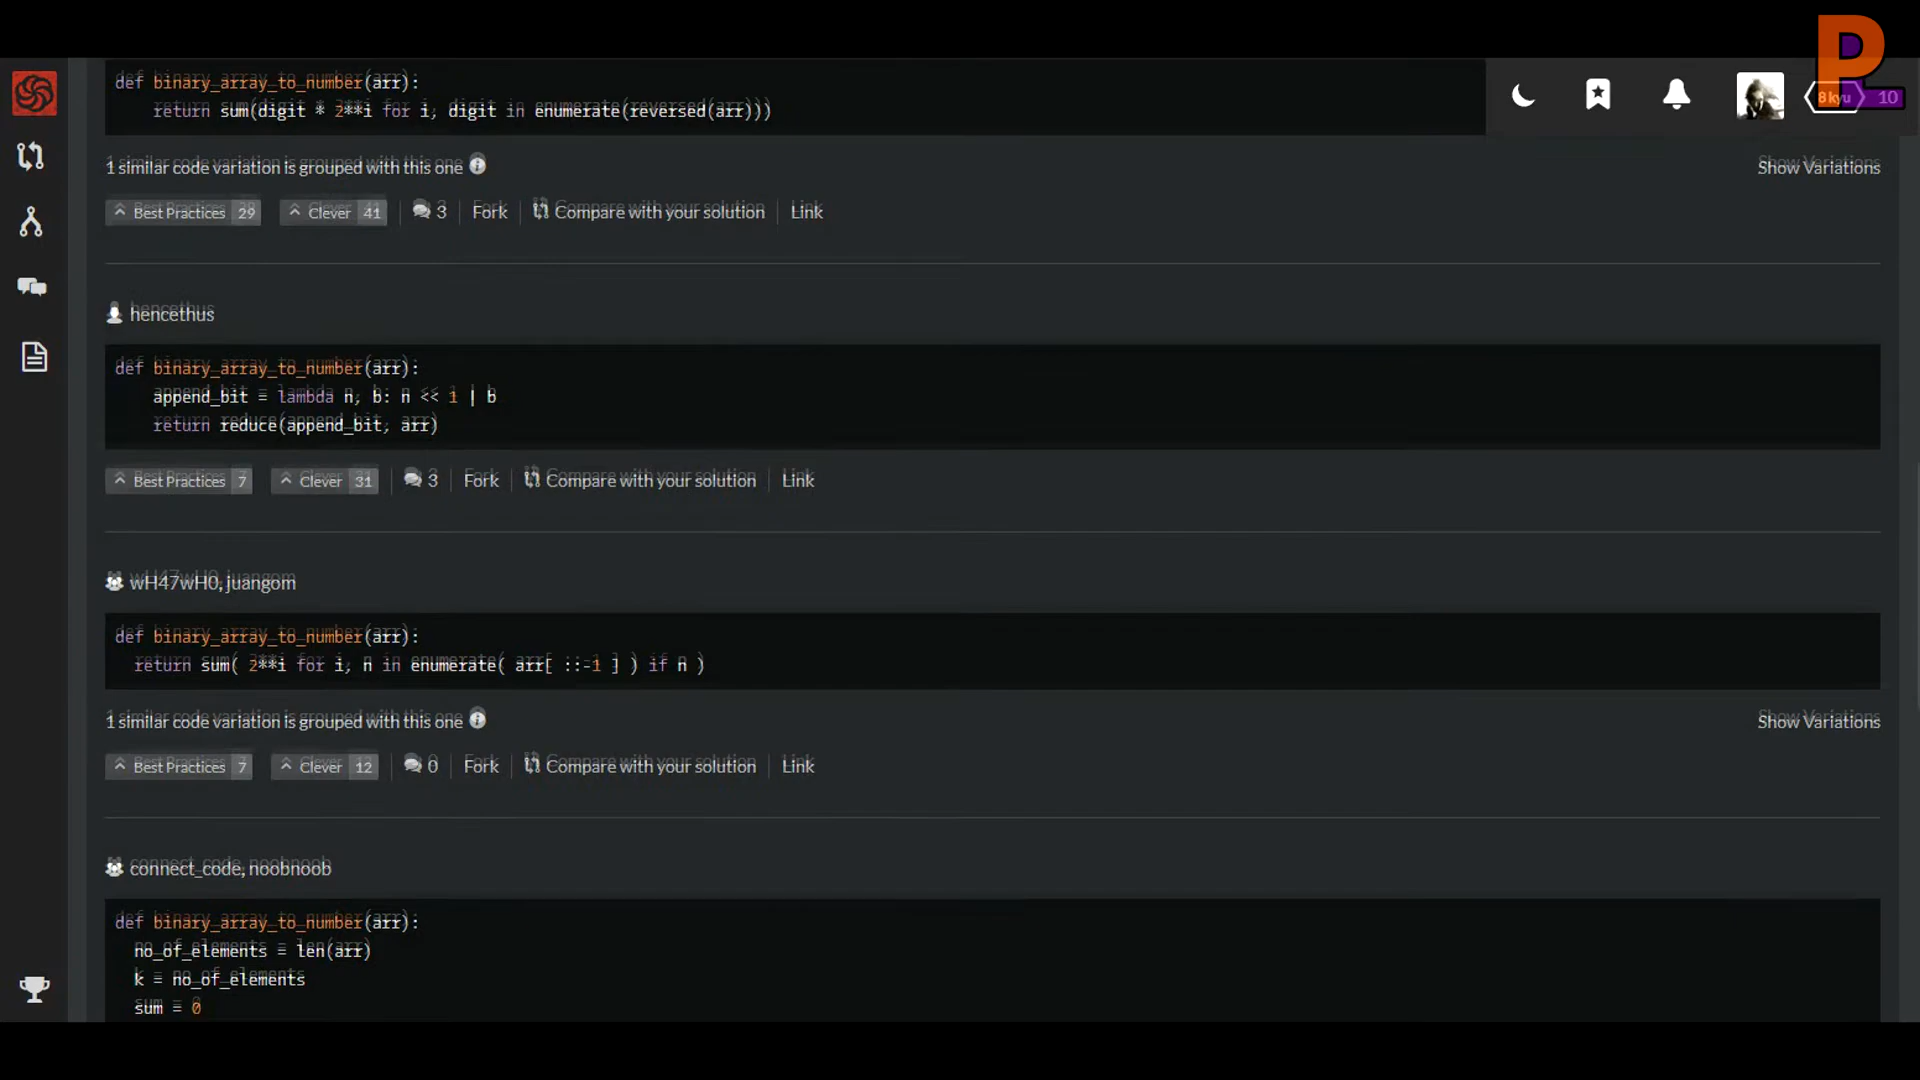 def binary_array_to_number(arr):
return sum(digit * 2**i for i, digit in enumerate(reversed(arr)))
8 kyu 10
1 similar code variation is grouped with this one
Show Variations
Best Practices 29 Clever 41 3 Fork Compare with your solution Link
hencethus
def binary_array_to_number(arr):
append_bit = lambda n, b: n << 1 | b
return reduce(append_bit, arr)
Best Practices 7 Clever 31 3 Fork Compare with your solution Link
wH47wH0, juangom
def binary_array_to_number(arr):
return sum( 2**i for i, n in enumerate( arr[ ::-1 ] ) if n )
1 similar code variation is grouped with this one
Show Variations
Best Practices 7 Clever 12 0 Fork Compare with your solution Link
connect_code, noobnoob
def binary_array_to_number(arr):
no_of_elements = len(arr)
k = no_of_elements
sum = 0